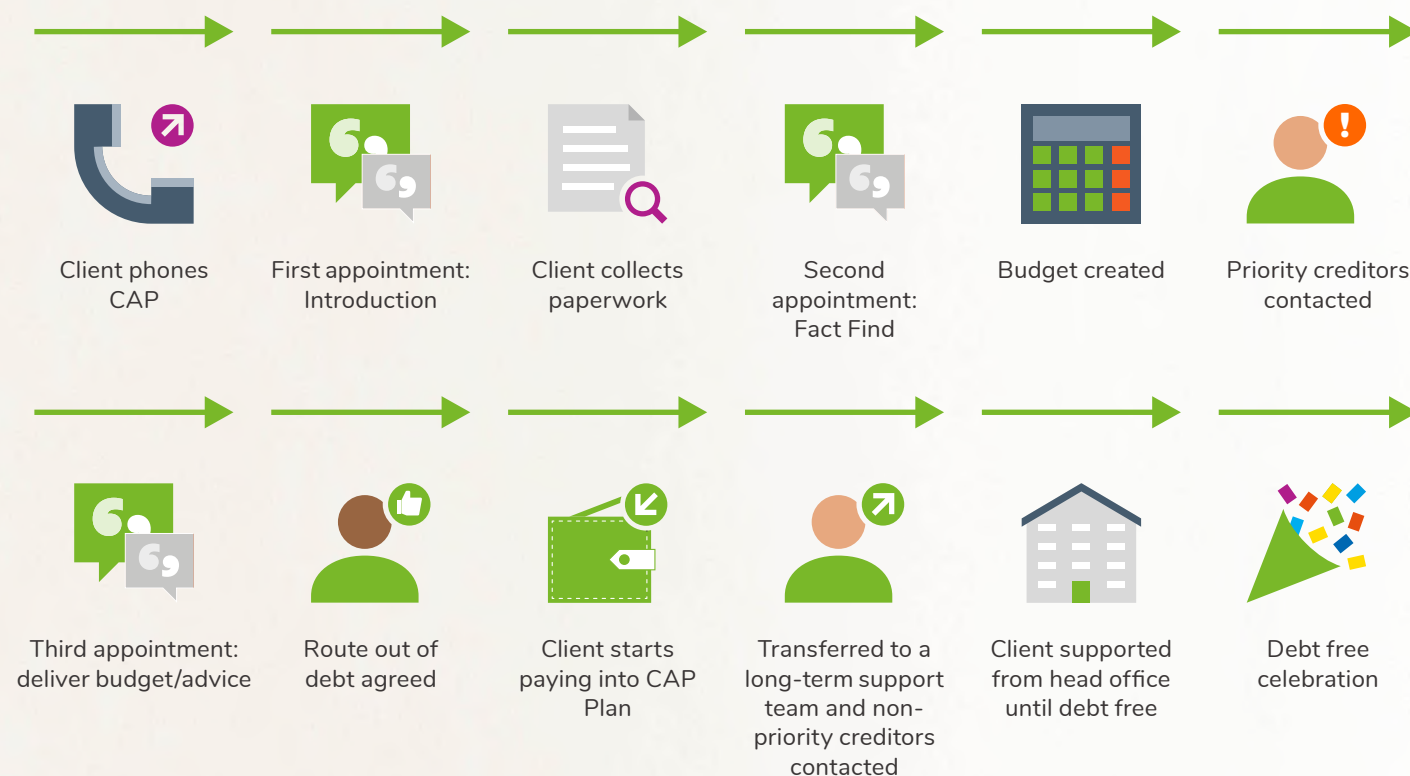 Client phones
CAP
First appointment:
Introduction
Client collects
paperwork
Second
appointment:
Fact Find
Budget created
Priority creditors
contacted
Third appointment:
deliver budget/advice
Route out of
debt agreed
Client starts
paying into CAP
Plan
Transferred to a
long-term support
team and non-
priority creditors
contacted
Client supported
from head office
until debt free
Debt free
celebration